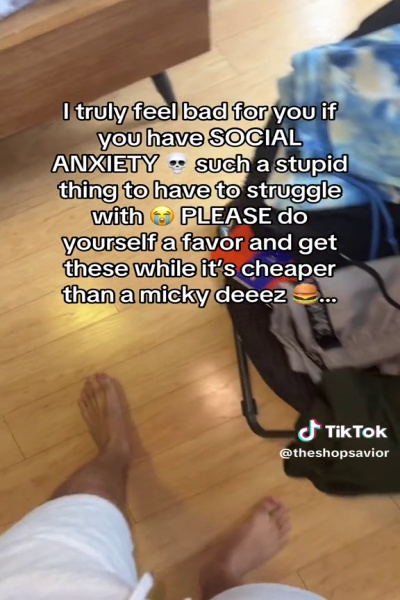 I truly feel bad for you if
you have SOCIAL
ANXIETY 💀 such a stupid
thing to have to struggle
with 😭 PLEASE do
yourself a favor and get
these while it's cheaper
than a micky deeez 🍔...
TikTok
@theshopsavior